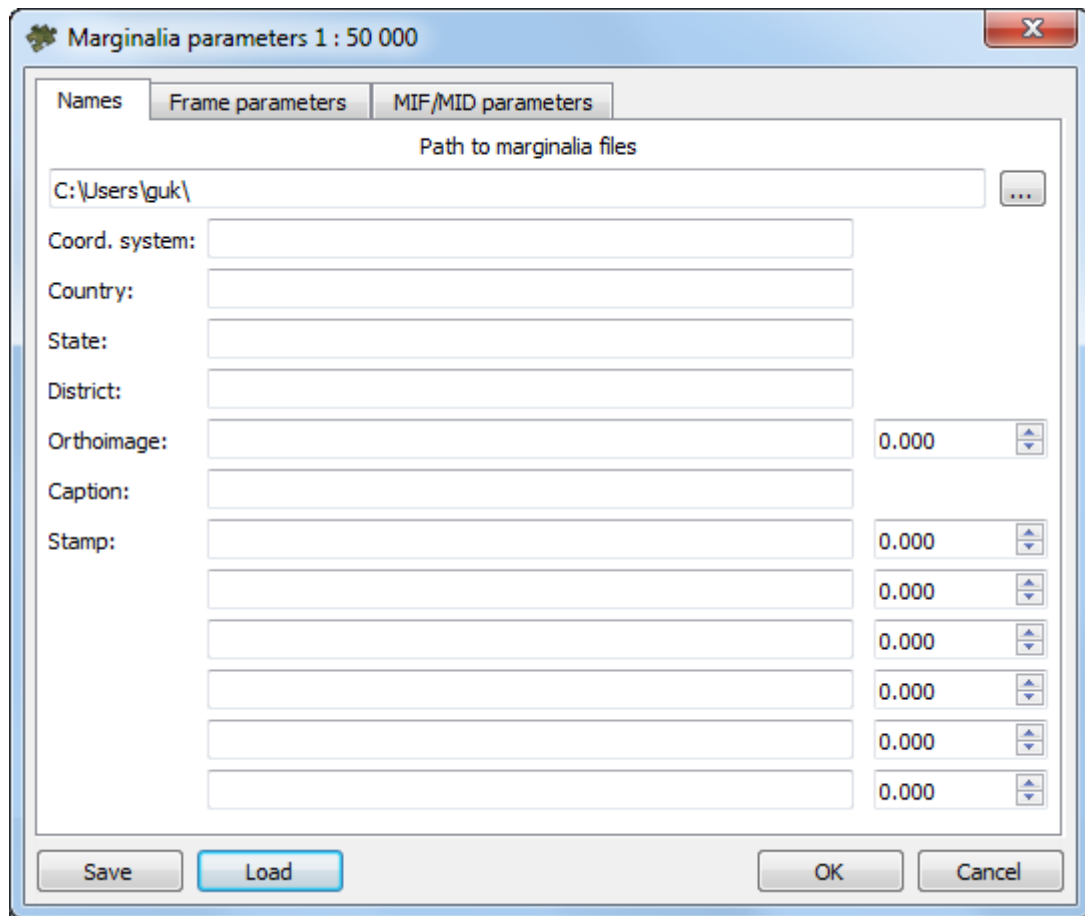 Marginalia parameters 1 : 50 000
Names Frame parameters MIF/MID parameters
Path to marginalia files
C:\Users\guk\ ...
Coord. system:
Country:
State:
District:
Orthoimage: 0.000
Caption:
Stamp: 0.000
0.000
0.000
0.000
0.000
0.000
Save Load OK Cancel